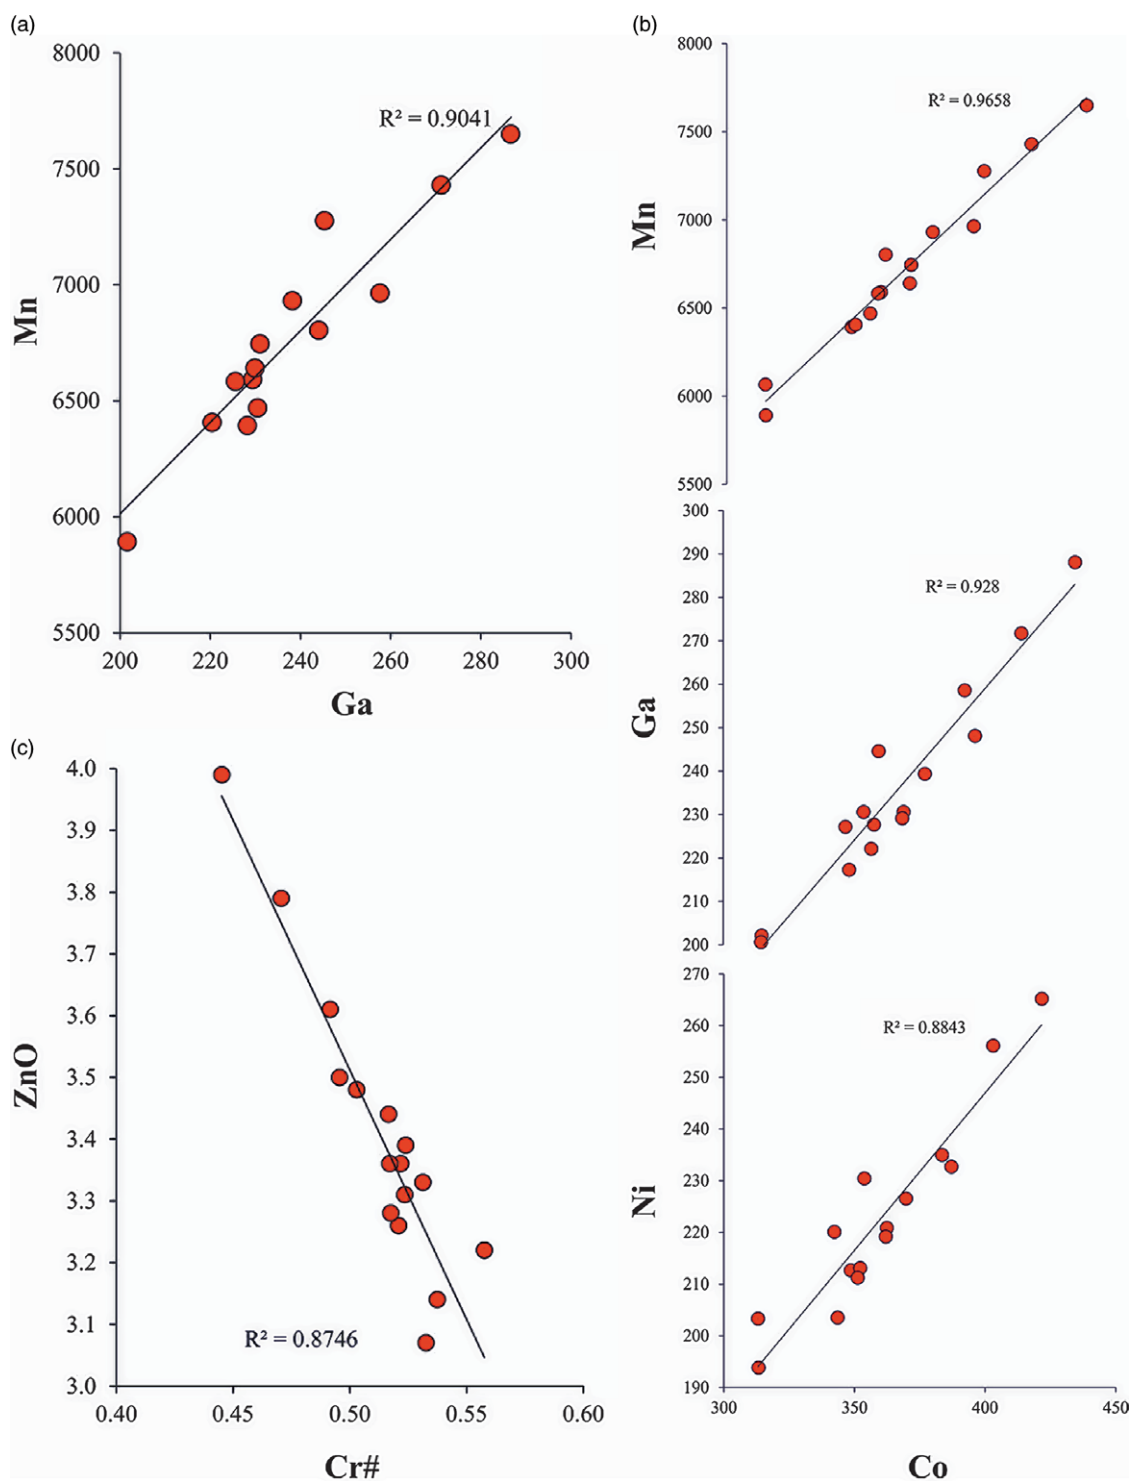 (a)
8000
7500
7000
6500
6000
5500
Mn
R² = 0.9041
200 220 240 260 280 300
Ga
(b)
8000
7500
7000
6500
6000
5500
Mn
R² = 0.9658
300
290
280
270
260
250
240
230
220
210
200
Ga
R² = 0.928
270
260
250
240
230
220
210
200
190
Ni
R² = 0.8843
300 350 400 450
Co
(c)
4.0
3.9
3.8
3.7
3.6
3.5
3.4
3.3
3.2
3.1
3.0
ZnO
R² = 0.8746
0.40 0.45 0.50 0.55 0.60
Cr#